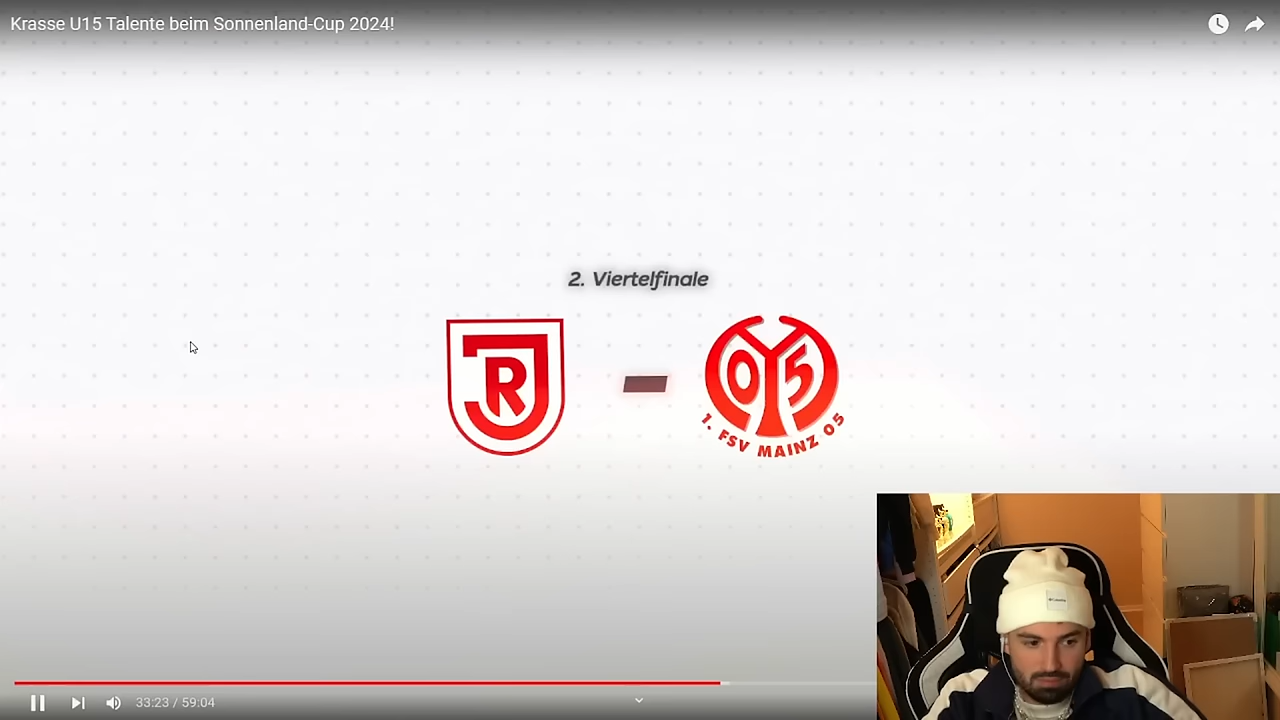 Krasse U15 Talente beim Sonnenland-Cup 2024!
2. Viertelfinale
R
05
1. FSV MAINZ 05
33:23 / 59:04